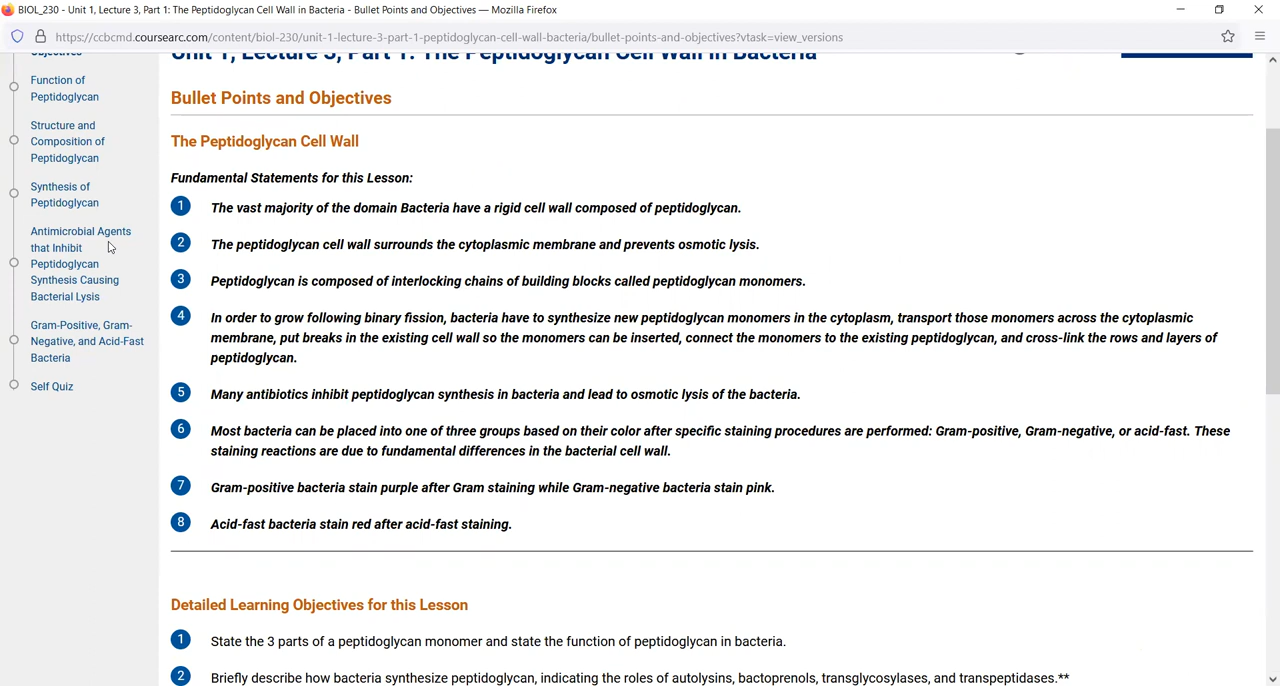 BIOL_230 - Unit 1, Lecture 3, Part 1: The Peptidoglycan Cell Wall in Bacteria - Bullet Points and Objectives — Mozilla Firefox
https://ccbcmd.coursearc.com/content/biol-230/unit-1-lecture-3-part-1-peptidoglycan-cell-wall-bacteria/bullet-points-and-objectives?vtask=view_versions
Objectives
Function of
Peptidoglycan
Structure and
Composition of
Peptidoglycan
Synthesis of
Peptidoglycan
Antimicrobial Agents
that Inhibit
Peptidoglycan
Synthesis Causing
Bacterial Lysis
Gram-Positive, Gram-
Negative, and Acid-Fast
Bacteria
Self Quiz
Unit 1, Lecture 3, Part 1: The Peptidoglycan Cell Wall in Bacteria
Bullet Points and Objectives
The Peptidoglycan Cell Wall
Fundamental Statements for this Lesson:
1 The vast majority of the domain Bacteria have a rigid cell wall composed of peptidoglycan.
2 The peptidoglycan cell wall surrounds the cytoplasmic membrane and prevents osmotic lysis.
3 Peptidoglycan is composed of interlocking chains of building blocks called peptidoglycan monomers.
4 In order to grow following binary fission, bacteria have to synthesize new peptidoglycan monomers in the cytoplasm, transport those monomers across the cytoplasmic
membrane, put breaks in the existing cell wall so the monomers can be inserted, connect the monomers to the existing peptidoglycan, and cross-link the rows and layers of
peptidoglycan.
5 Many antibiotics inhibit peptidoglycan synthesis in bacteria and lead to osmotic lysis of the bacteria.
6 Most bacteria can be placed into one of three groups based on their color after specific staining procedures are performed: Gram-positive, Gram-negative, or acid-fast. These
staining reactions are due to fundamental differences in the bacterial cell wall.
7 Gram-positive bacteria stain purple after Gram staining while Gram-negative bacteria stain pink.
8 Acid-fast bacteria stain red after acid-fast staining.
Detailed Learning Objectives for this Lesson
1 State the 3 parts of a peptidoglycan monomer and state the function of peptidoglycan in bacteria.
2 Briefly describe how bacteria synthesize peptidoglycan, indicating the roles of autolysins, bactoprenols, transglycosylases, and transpeptidases.**